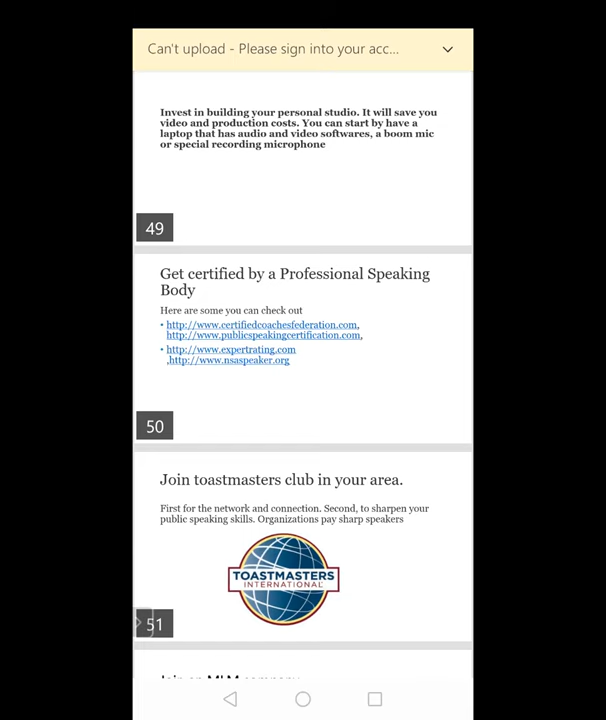 Can't upload - Please sign into your acc...
Invest in building your personal studio. It will save you
video and production costs. You can start by have a
laptop that has audio and video softwares, a boom mic
or special recording microphone
49
Get certified by a Professional Speaking
Body
Here are some you can check out
• http://www.certifiedcoachesfederation.com,
http://www.publicspeakingcertification.com,
• http://www.expertrating.com
,http://www.nsaspeaker.org
50
Join toastmasters club in your area.
First for the network and connection. Second, to sharpen your
public speaking skills. Organizations pay sharp speakers
TOASTMASTERS
INTERNATIONAL
51
Join an MLM company